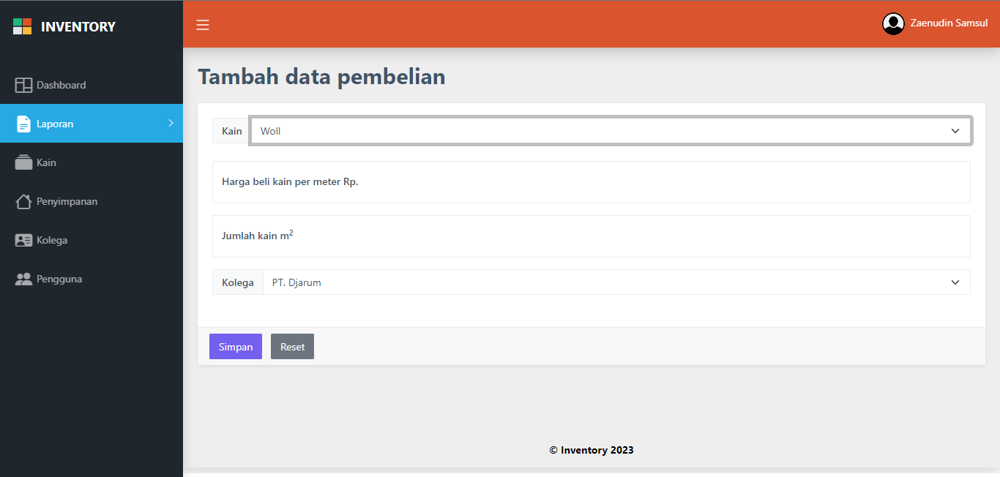 INVENTORY
Zaenudin Samsul
Dashboard
Laporan
Kain
Penyimpanan
Kolega
Pengguna
Tambah data pembelian
Kain Woll
Harga beli kain per meter Rp.
Jumlah kain m²
Kolega PT. Djarum
Simpan Reset
© Inventory 2023